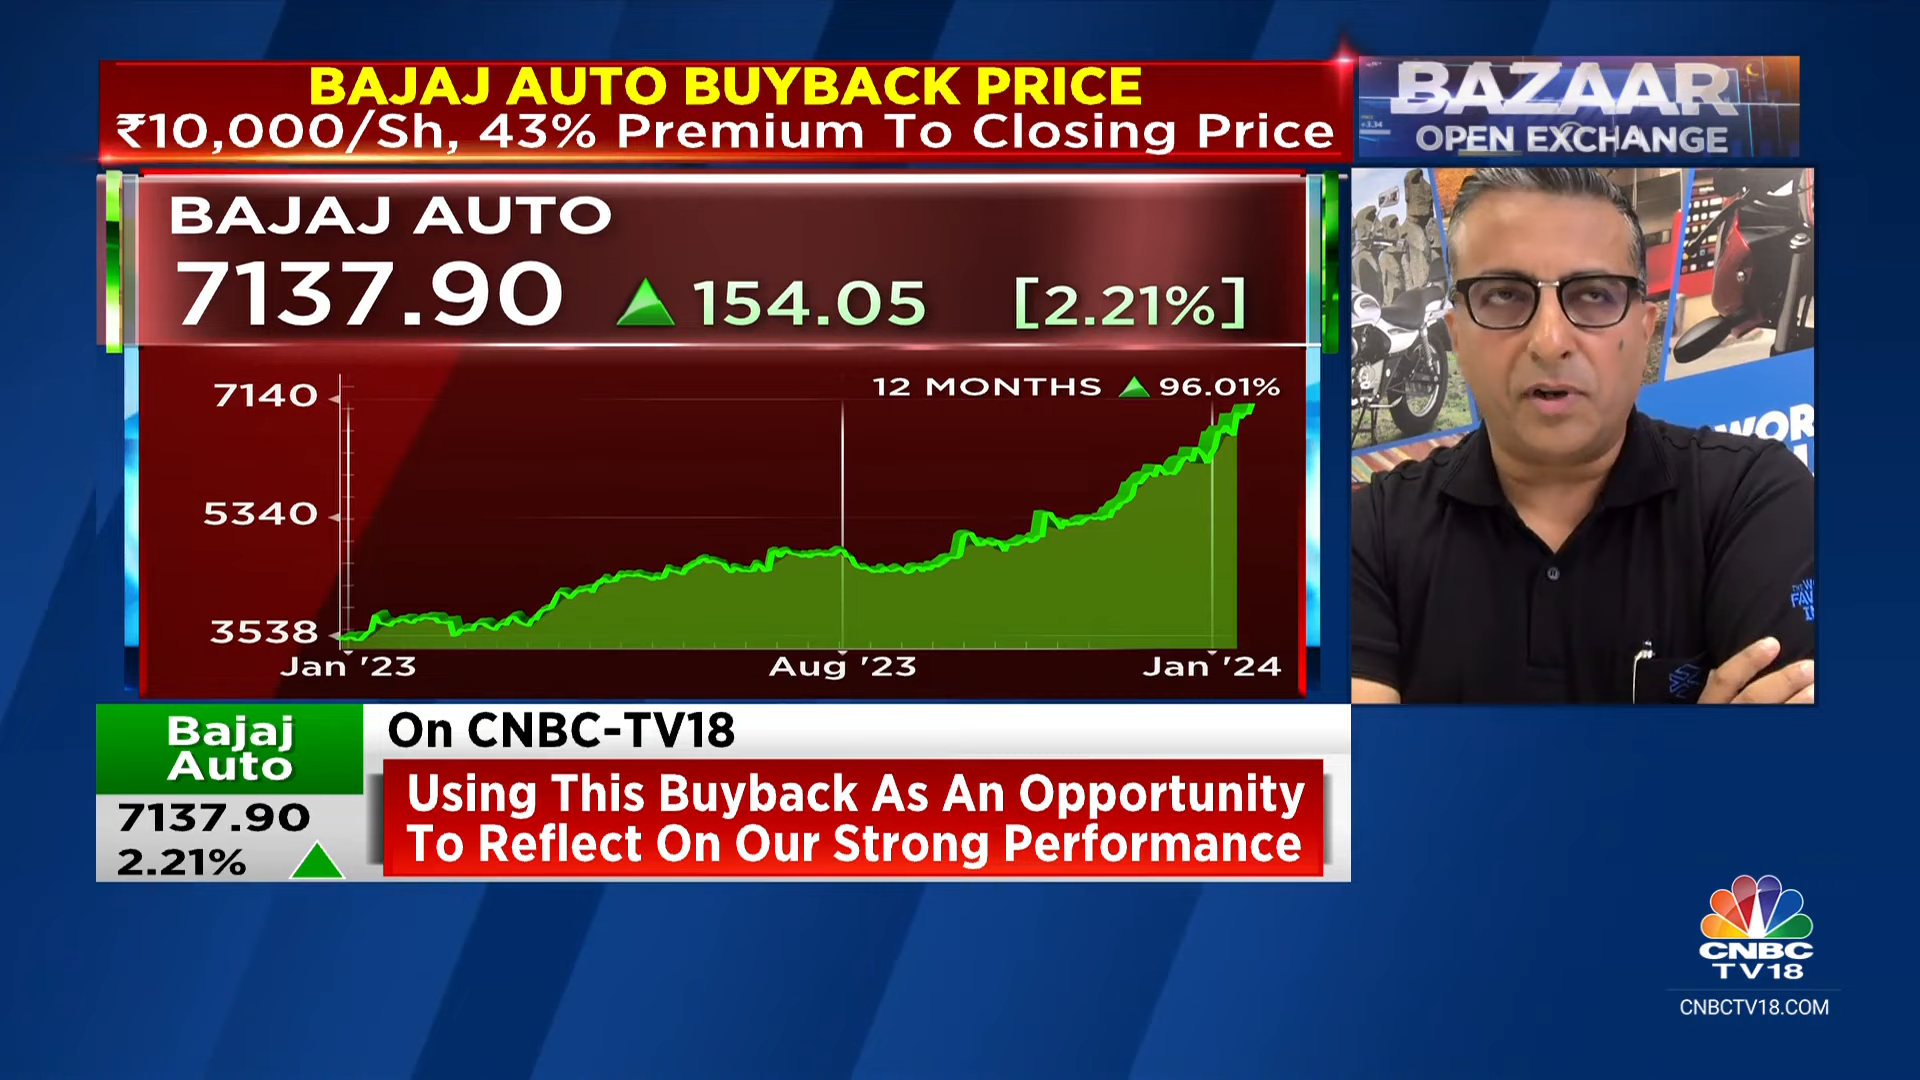 BAJAJ AUTO BUYBACK PRICE
₹10,000/Sh, 43% Premium To Closing Price
BAZAAR
OPEN EXCHANGE
BAJAJ AUTO
7137.90 ▲ 154.05 [2.21%]
12 MONTHS ▲ 96.01%
7140
5340
3538
Jan '23 Aug '23 Jan '24
WOR
Bajaj
Auto
7137.90
2.21% ▲
On CNBC-TV18
Using This Buyback As An Opportunity
To Reflect On Our Strong Performance
CNBC
TV18
CNBCTV18.COM